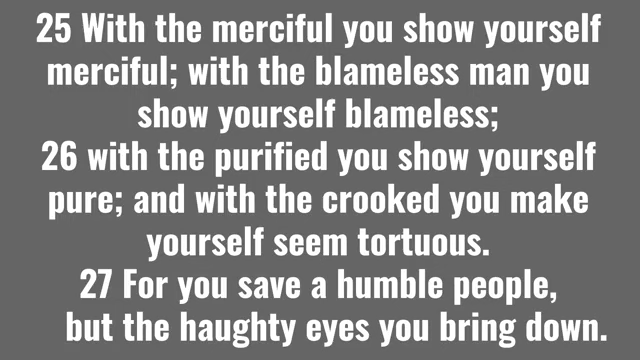 25 With the merciful you show yourself
merciful; with the blameless man you
show yourself blameless;
26 with the purified you show yourself
pure; and with the crooked you make
yourself seem tortuous.
27 For you save a humble people,
but the haughty eyes you bring down.